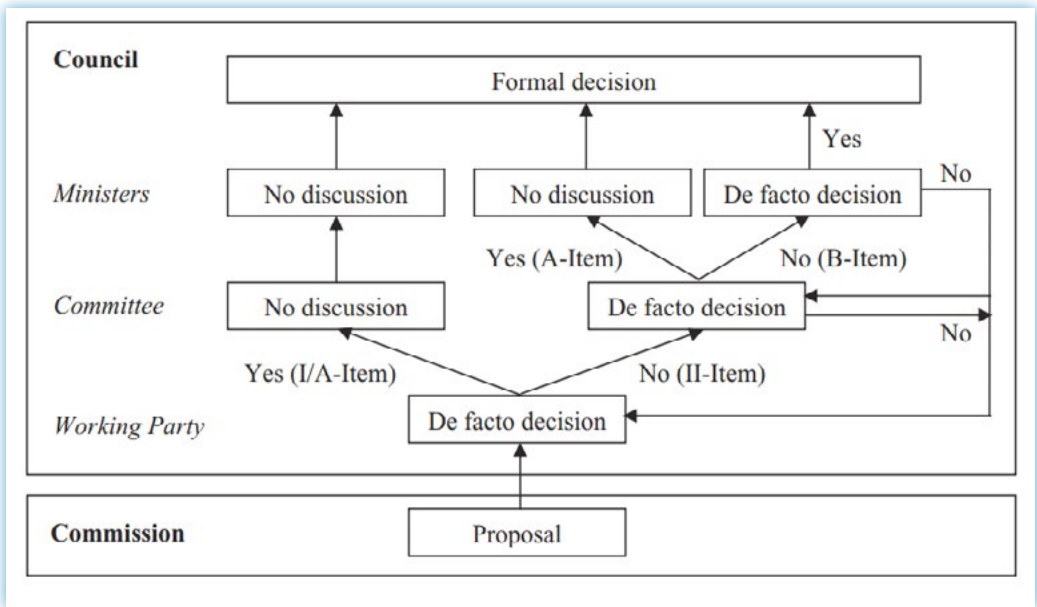 Council
Formal decision
Yes
Ministers
No discussion
No discussion
De facto decision
No
Yes (A-Item)
No (B-Item)
Committee
No discussion
De facto decision
No
Yes (I/A-Item)
No (II-Item)
Working Party
De facto decision
Commission
Proposal